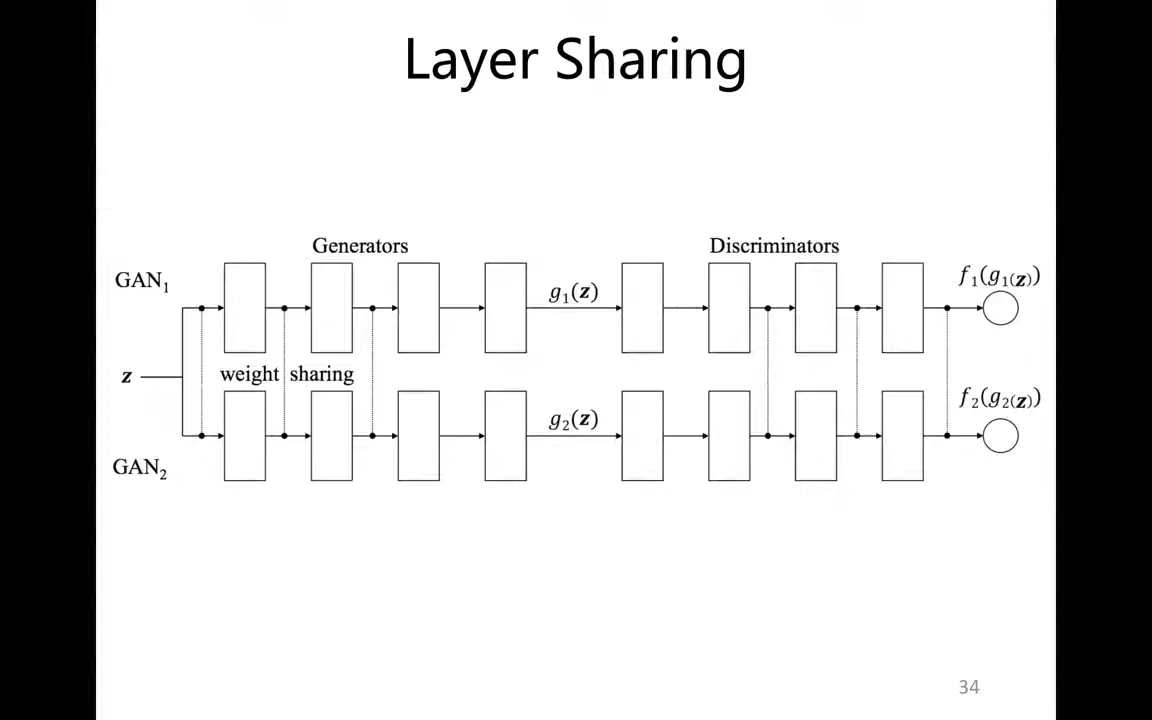 Layer Sharing
Generators
Discriminators
GAN₁
f₁(g₁(z))
g₁(z)
z
weight sharing
f₂(g₂(z))
g₂(z)
GAN₂
34